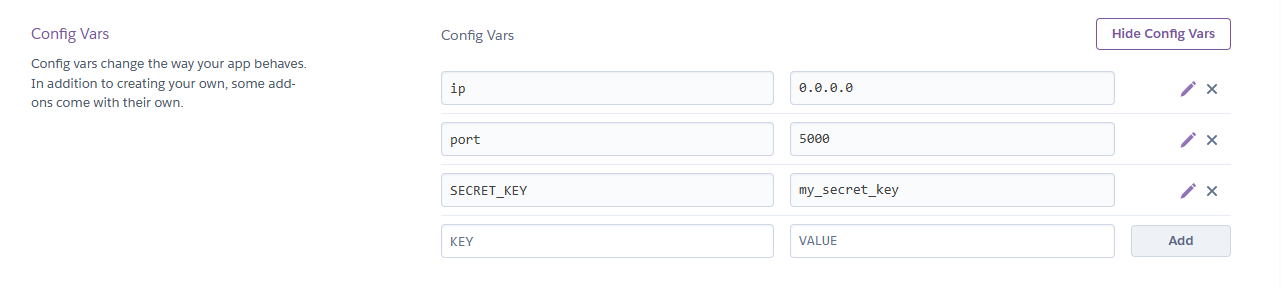 Config Vars
Config vars change the way your app behaves.
In addition to creating your own, some add-
ons come with their own.
Config Vars
Hide Config Vars
ip
0.0.0.0
port
5000
SECRET_KEY
my_secret_key
KEY
VALUE
Add